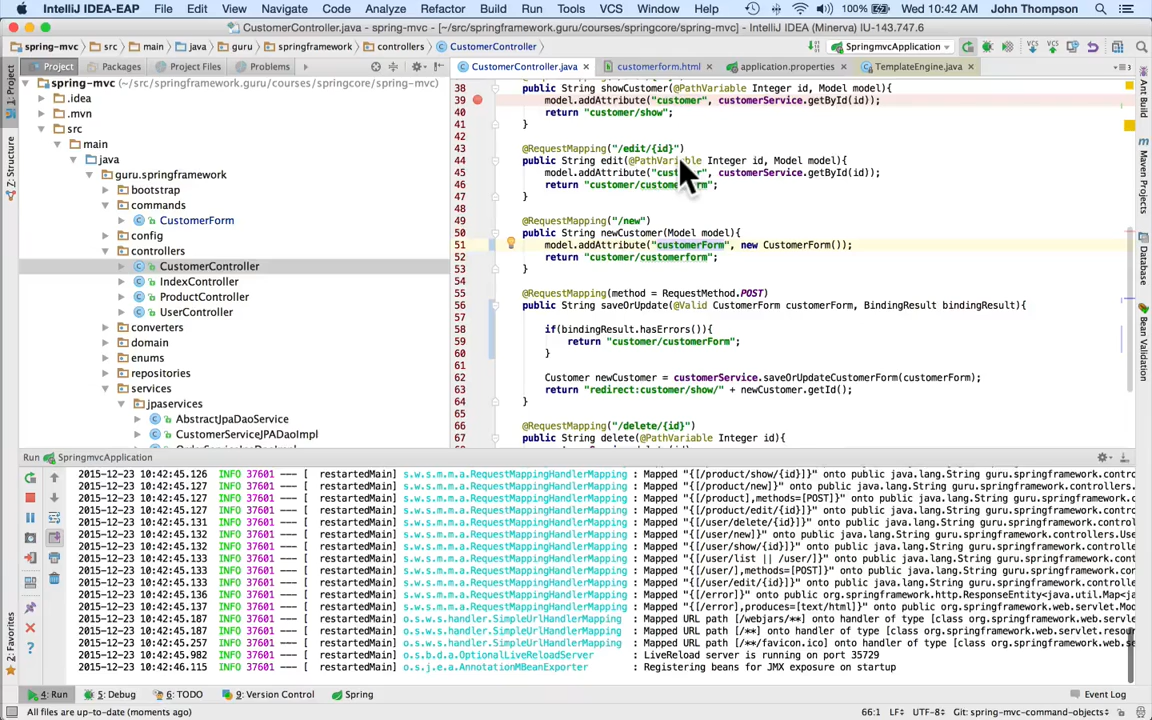 IntelliJ IDEA-EAP File Edit View Navigate Code Analyze Refactor Build Run Tools VCS Window Help 100% Wed 10:42 AM John Thompson
CustomerController.java - spring-mvc - [~/src/springframework.guru/courses/springcore/spring-mvc] - IntelliJ IDEA (Minerva) IU-143.747.6
spring-mvc src main java guru springframework controllers CustomerController SpringmvcApplication
Project Packages Project Files Problems CustomerController.java customerform.html application.properties TemplateEngine.java
spring-mvc (~/src/springframework.guru/courses/springcore/spring-mvc)
.idea
.mvn
src
main
java
guru.springframework
bootstrap
commands
CustomerForm
config
controllers
CustomerController
IndexController
ProductController
UserController
converters
domain
enums
repositories
services
jpaservices
AbstractJpaDaoService
CustomerServiceJPADaoImpl
1: Project
7: Structure
2: Favorites
38 public String showCustomer(@PathVariable Integer id, Model model){
39 model.addAttribute("customer", customerService.getById(id));
40 return "customer/show";
41 }
42
43 @RequestMapping("/edit/{id}")
44 public String edit(@PathVariable Integer id, Model model){
45 model.addAttribute("customer", customerService.getById(id));
46 return "customer/customerform";
47 }
48
49 @RequestMapping("/new")
50 public String newCustomer(Model model){
51 model.addAttribute("customerForm", new CustomerForm());
52 return "customer/customerform";
53 }
54
55 @RequestMapping(method = RequestMethod.POST)
56 public String saveOrUpdate(@Valid CustomerForm customerForm, BindingResult bindingResult){
57
58 if(bindingResult.hasErrors()){
59 return "customer/customerForm";
60 }
61
62 Customer newCustomer = customerService.saveOrUpdateCustomerForm(customerForm);
63 return "redirect:customer/show/" + newCustomer.getId();
64 }
65
66 @RequestMapping("/delete/{id}")
67 public String delete(@PathVariable Integer id){
Ant Build
Maven Projects
Database
Bean Validation
Run SpringmvcApplication
2015-12-23 10:42:45.126 INFO 37601 --- [ restartedMain] s.w.s.m.m.a.RequestMappingHandlerMapping : Mapped "{[/product/show/{id}]}" onto public java.lang.String guru.springframework.controllers.
2015-12-23 10:42:45.127 INFO 37601 --- [ restartedMain] s.w.s.m.m.a.RequestMappingHandlerMapping : Mapped "{[/product/new]}" onto public java.lang.String guru.springframework.controllers.
2015-12-23 10:42:45.127 INFO 37601 --- [ restartedMain] s.w.s.m.m.a.RequestMappingHandlerMapping : Mapped "{[/product],methods=[POST]}" onto public java.lang.String guru.springframework.contro
2015-12-23 10:42:45.127 INFO 37601 --- [ restartedMain] s.w.s.m.m.a.RequestMappingHandlerMapping : Mapped "{[/product/edit/{id}]}" onto public java.lang.String guru.springframework.controllers
2015-12-23 10:42:45.131 INFO 37601 --- [ restartedMain] s.w.s.m.m.a.RequestMappingHandlerMapping : Mapped "{[/user/delete/{id}]}" onto public java.lang.String guru.springframework.controllers.
2015-12-23 10:42:45.132 INFO 37601 --- [ restartedMain] s.w.s.m.m.a.RequestMappingHandlerMapping : Mapped "{[/user/new]}" onto public java.lang.String guru.springframework.controllers.Use
2015-12-23 10:42:45.132 INFO 37601 --- [ restartedMain] s.w.s.m.m.a.RequestMappingHandlerMapping : Mapped "{[/user/show/{id}]}" onto public java.lang.String guru.springframework.controllers.Us
2015-12-23 10:42:45.133 INFO 37601 --- [ restartedMain] s.w.s.m.m.a.RequestMappingHandlerMapping : Mapped "{[/user/list || /user/]}" onto public java.lang.String guru.springframework.controlle
2015-12-23 10:42:45.133 INFO 37601 --- [ restartedMain] s.w.s.m.m.a.RequestMappingHandlerMapping : Mapped "{[/user/],methods=[POST]}" onto public java.lang.String guru.springframework.controll
2015-12-23 10:42:45.133 INFO 37601 --- [ restartedMain] s.w.s.m.m.a.RequestMappingHandlerMapping : Mapped "{[/user/edit/{id}]}" onto public java.lang.String guru.springframework.controllers.Us
2015-12-23 10:42:45.136 INFO 37601 --- [ restartedMain] s.w.s.m.m.a.RequestMappingHandlerMapping : Mapped "{[/error]}" onto public org.springframework.http.ResponseEntity<java.util.Map<ja
2015-12-23 10:42:45.137 INFO 37601 --- [ restartedMain] s.w.s.m.m.a.RequestMappingHandlerMapping : Mapped "{[/error],produces=[text/html]}" onto public org.springframework.web.servlet.Mod
2015-12-23 10:42:45.187 INFO 37601 --- [ restartedMain] o.s.w.s.handler.SimpleUrlHandlerMapping : Mapped URL path [/webjars/**] onto handler of type [class org.springframework.web.serv
2015-12-23 10:42:45.187 INFO 37601 --- [ restartedMain] o.s.w.s.handler.SimpleUrlHandlerMapping : Mapped URL path [/**] onto handler of type [class org.springframework.web.servlet.reso
2015-12-23 10:42:45.257 INFO 37601 --- [ restartedMain] o.s.w.s.handler.SimpleUrlHandlerMapping : Mapped URL path [/**/favicon.ico] onto handler of type [class org.springframework.web.se
2015-12-23 10:42:45.982 INFO 37601 --- [ restartedMain] o.s.b.d.a.OptionalLiveReloadServer : LiveReload server is running on port 35729
2015-12-23 10:42:46.115 INFO 37601 --- [ restartedMain] o.s.j.e.a.AnnotationMBeanExporter : Registering beans for JMX exposure on startup
4: Run 5: Debug 6: TODO 9: Version Control Spring Event Log
All files are up-to-date (moments ago) 66:1 LF UTF-8 Git: spring-mvc-command-objects